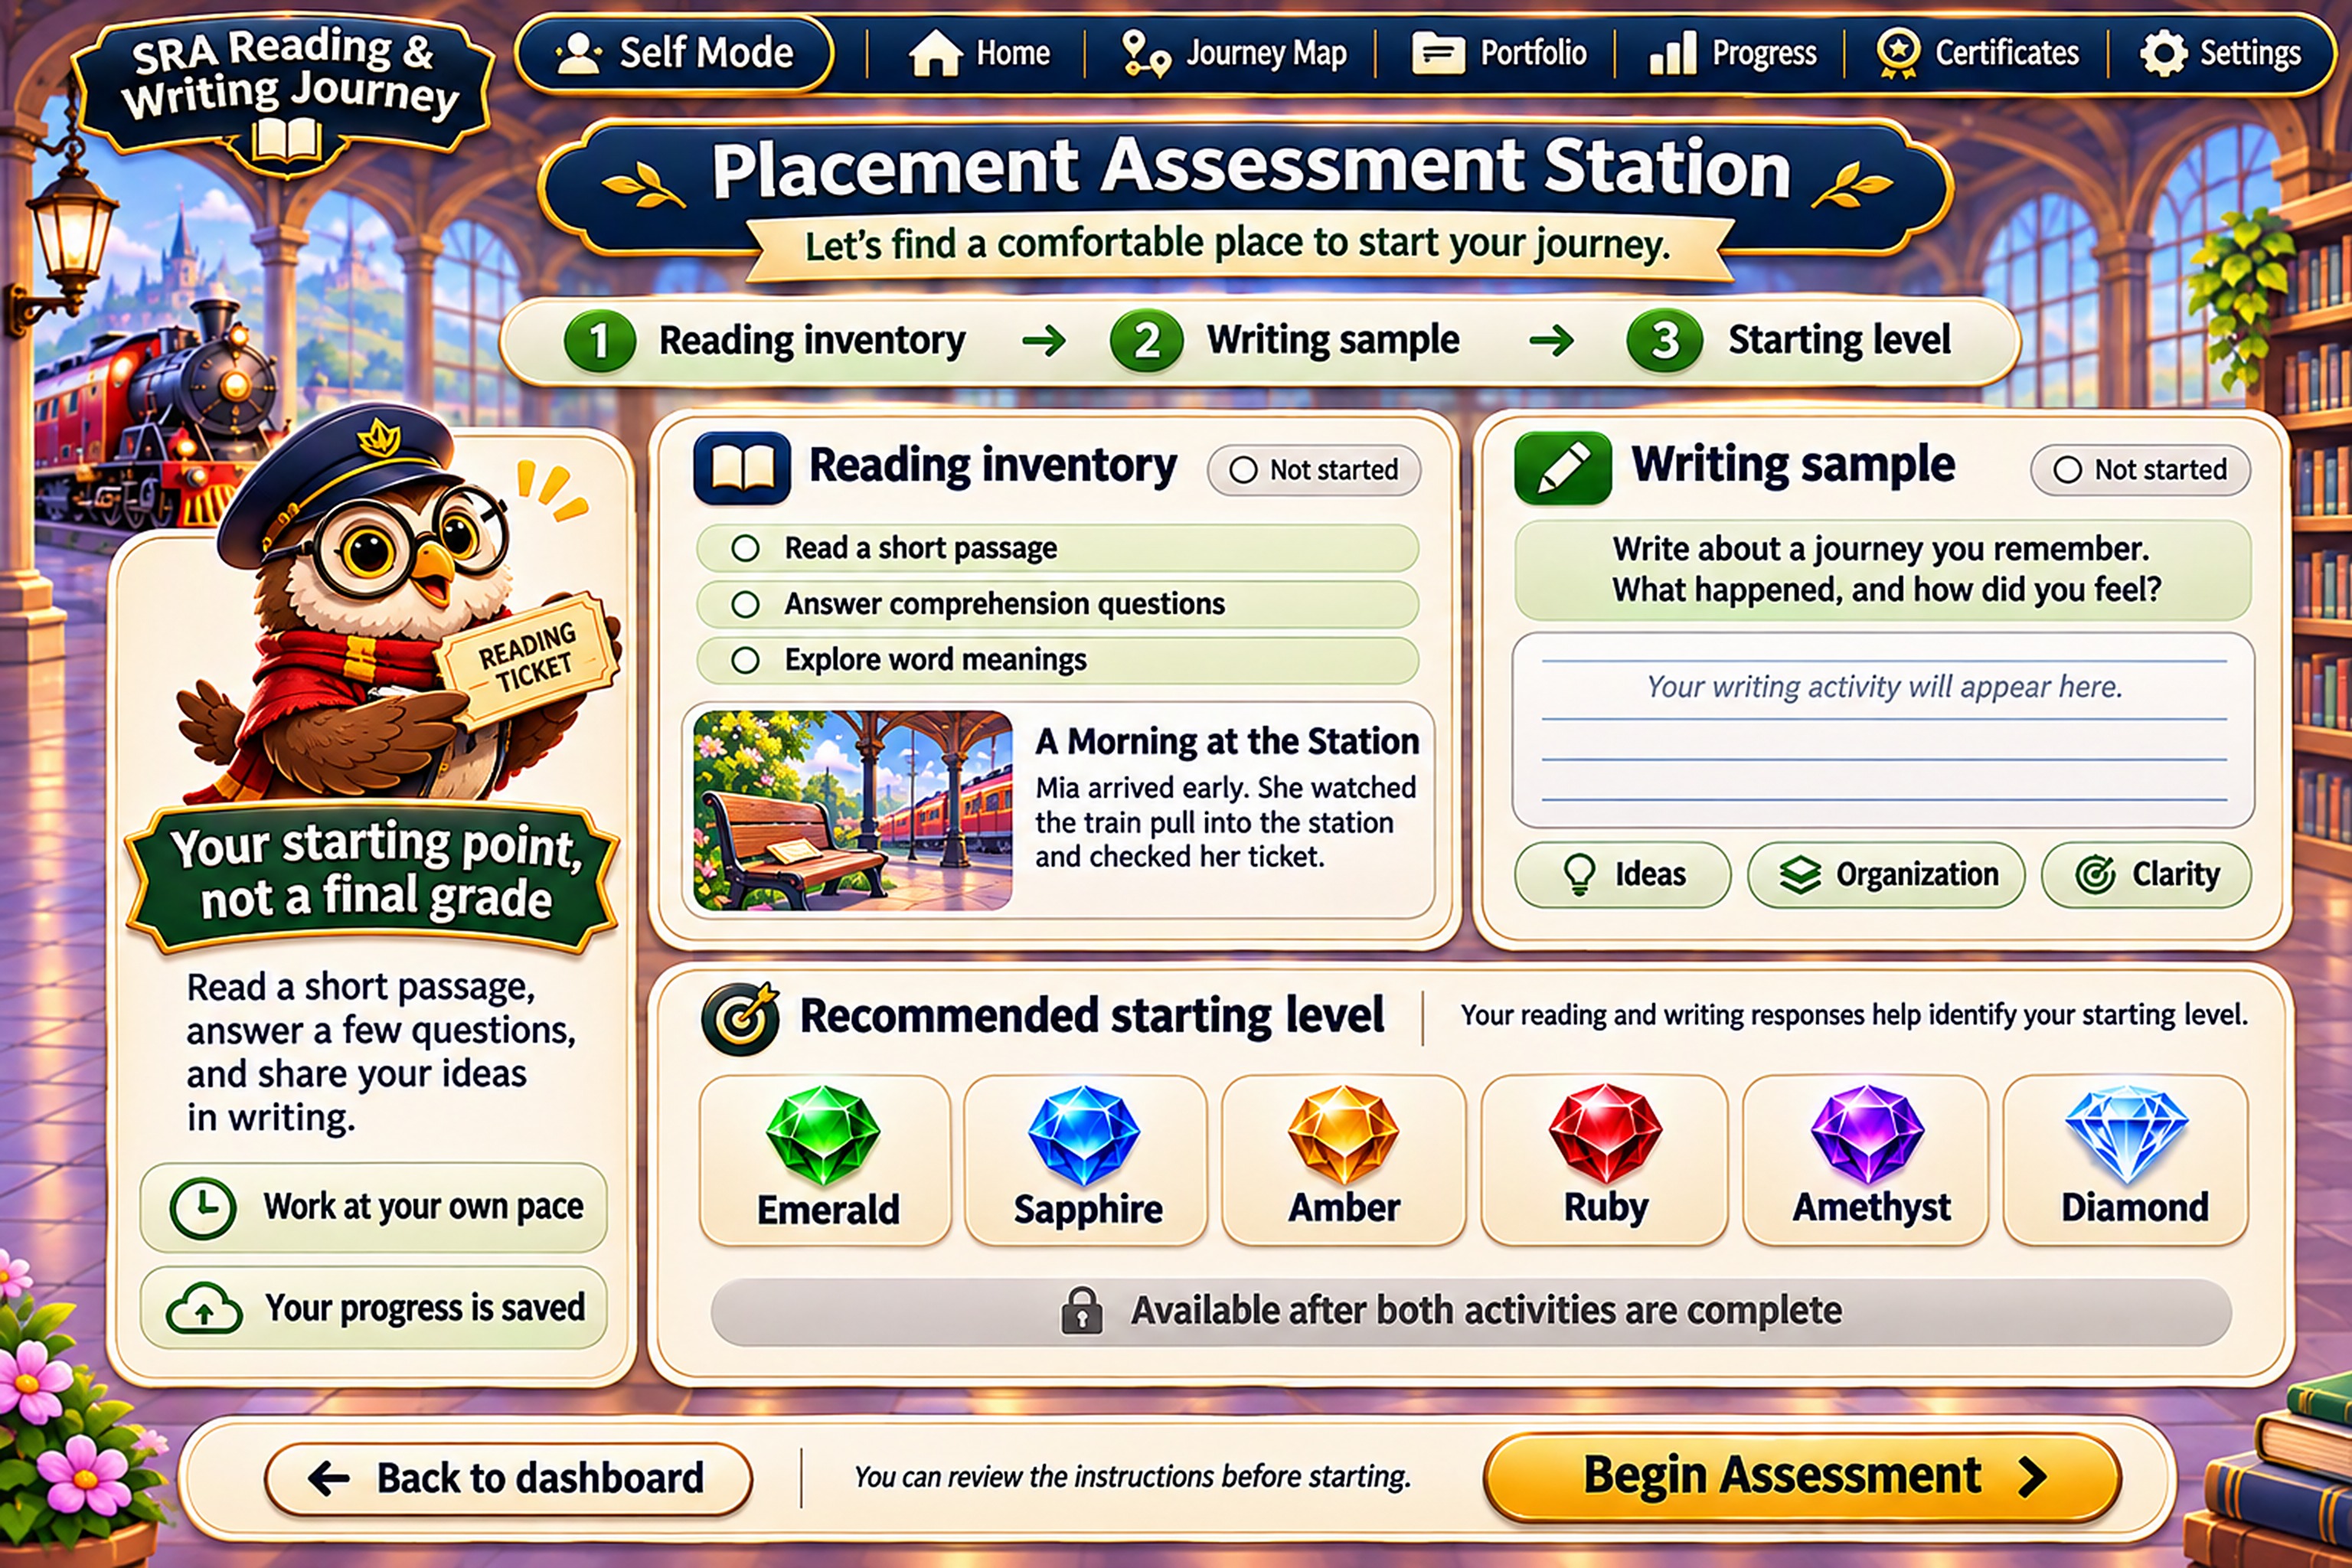 SRA Reading &
Writing Journey
Self Mode
Home
Journey Map
Portfolio
Progress
Certificates
Settings
Placement Assessment Station
Let's find a comfortable place to start your journey.
1 Reading inventory → 2 Writing sample → 3 Starting level
READING
TICKET
Your starting point,
not a final grade
Read a short passage,
answer a few questions,
and share your ideas
in writing.
Work at your own pace
Your progress is saved
Reading inventory
Not started
Read a short passage
Answer comprehension questions
Explore word meanings
A Morning at the Station
Mia arrived early. She watched
the train pull into the station
and checked her ticket.
Writing sample
Not started
Write about a journey you remember.
What happened, and how did you feel?
Your writing activity will appear here.
Ideas
Organization
Clarity
Recommended starting level
Your reading and writing responses help identify your starting level.
Emerald
Sapphire
Amber
Ruby
Amethyst
Diamond
Available after both activities are complete
← Back to dashboard
You can review the instructions before starting.
Begin Assessment >